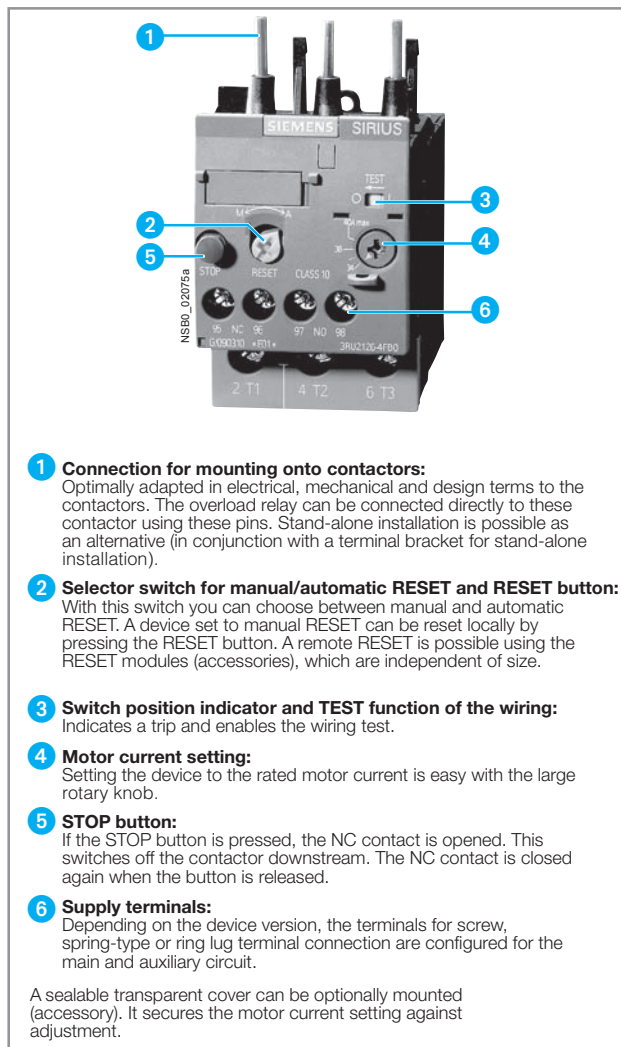 1
SIEMENS SIRIUS
TEST
O I
3
M A
2
40A max
4
36
5
STOP RESET CLASS 10
NSB0_02075a
6
95 NC 96 97 NO 98
G/090310 *E01* 3RU2126-4FB0
2 T1 4 T2 6 T3
1 Connection for mounting onto contactors:
Optimally adapted in electrical, mechanical and design terms to the
contactors. The overload relay can be connected directly to these
contactor using these pins. Stand-alone installation is possible as
an alternative (in conjunction with a terminal bracket for stand-alone
installation).
2 Selector switch for manual/automatic RESET and RESET button:
With this switch you can choose between manual and automatic
RESET. A device set to manual RESET can be reset locally by
pressing the RESET button. A remote RESET is possible using the
RESET modules (accessories), which are independent of size.
3 Switch position indicator and TEST function of the wiring:
Indicates a trip and enables the wiring test.
4 Motor current setting:
Setting the device to the rated motor current is easy with the large
rotary knob.
5 STOP button:
If the STOP button is pressed, the NC contact is opened. This
switches off the contactor downstream. The NC contact is closed
again when the button is released.
6 Supply terminals:
Depending on the device version, the terminals for screw,
spring-type or ring lug terminal connection are configured for the
main and auxiliary circuit.
A sealable transparent cover can be optionally mounted
(accessory). It secures the motor current setting against
adjustment.